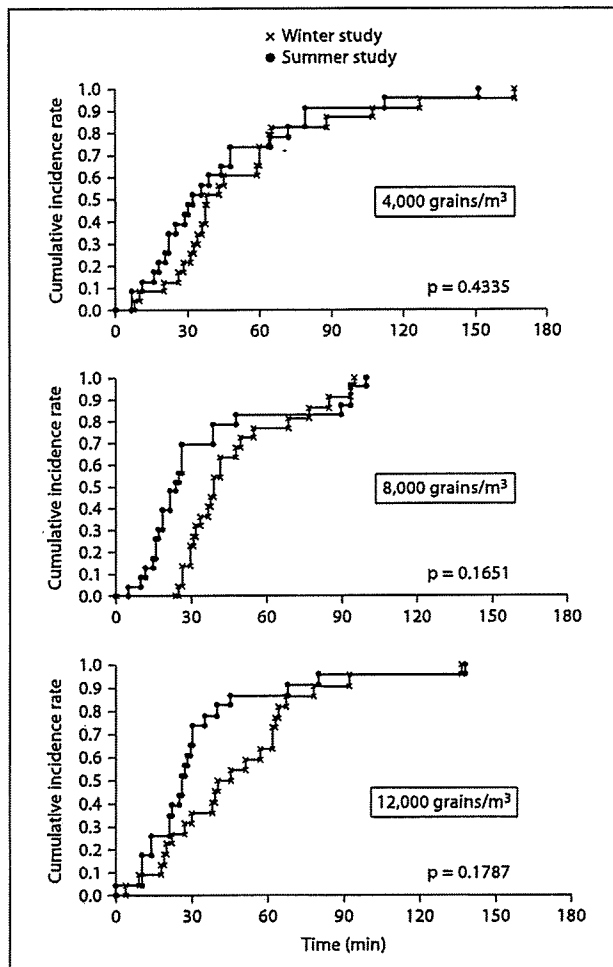 Winter study
Summer study
Cumulative incidence rate
1.0
0.9
0.8
0.7
0.6
0.5
0.4
0.3
0.2
0.1
0.0
4,000 grains/m³
p = 0.4335
0 30 60 90 120 150 180
Cumulative incidence rate
1.0
0.9
0.8
0.7
0.6
0.5
0.4
0.3
0.2
0.1
0.0
8,000 grains/m³
p = 0.1651
0 30 60 90 120 150 180
Cumulative incidence rate
1.0
0.9
0.8
0.7
0.6
0.5
0.4
0.3
0.2
0.1
0.0
12,000 grains/m³
p = 0.1787
0 30 60 90 120 150 180
Time (min)